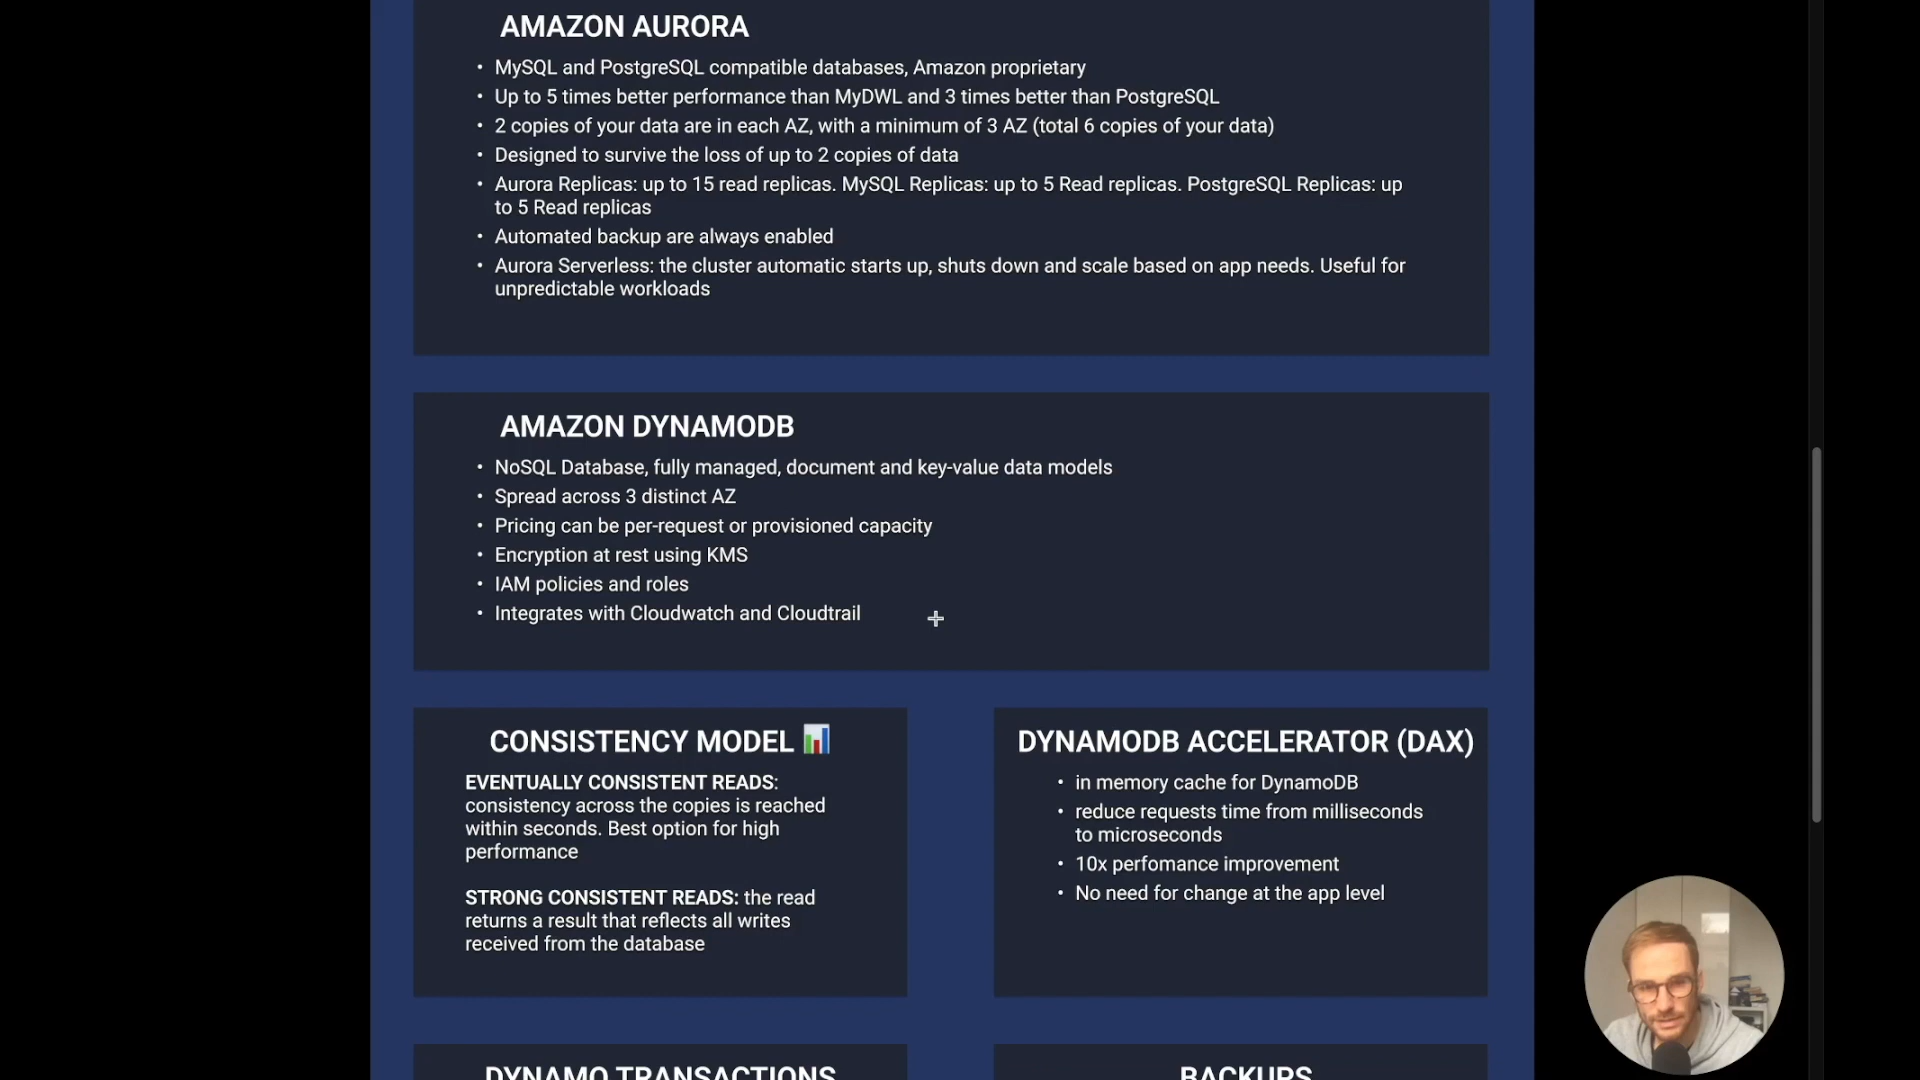 AMAZON AURORA
• MySQL and PostgreSQL compatible databases, Amazon proprietary
• Up to 5 times better performance than MyDWL and 3 times better than PostgreSQL
• 2 copies of your data are in each AZ, with a minimum of 3 AZ (total 6 copies of your data)
• Designed to survive the loss of up to 2 copies of data
• Aurora Replicas: up to 15 read replicas. MySQL Replicas: up to 5 Read replicas. PostgreSQL Replicas: up
to 5 Read replicas
• Automated backup are always enabled
• Aurora Serverless: the cluster automatic starts up, shuts down and scale based on app needs. Useful for
unpredictable workloads
AMAZON DYNAMODB
• NoSQL Database, fully managed, document and key-value data models
• Spread across 3 distinct AZ
• Pricing can be per-request or provisioned capacity
• Encryption at rest using KMS
• IAM policies and roles
• Integrates with Cloudwatch and Cloudtrail
CONSISTENCY MODEL 📊
EVENTUALLY CONSISTENT READS:
consistency across the copies is reached
within seconds. Best option for high
performance
STRONG CONSISTENT READS: the read
returns a result that reflects all writes
received from the database
DYNAMODB ACCELERATOR (DAX)
• in memory cache for DynamoDB
• reduce requests time from milliseconds
to microseconds
• 10x perfomance improvement
• No need for change at the app level
DYNAMO TRANSACTIONS
BACKUPS